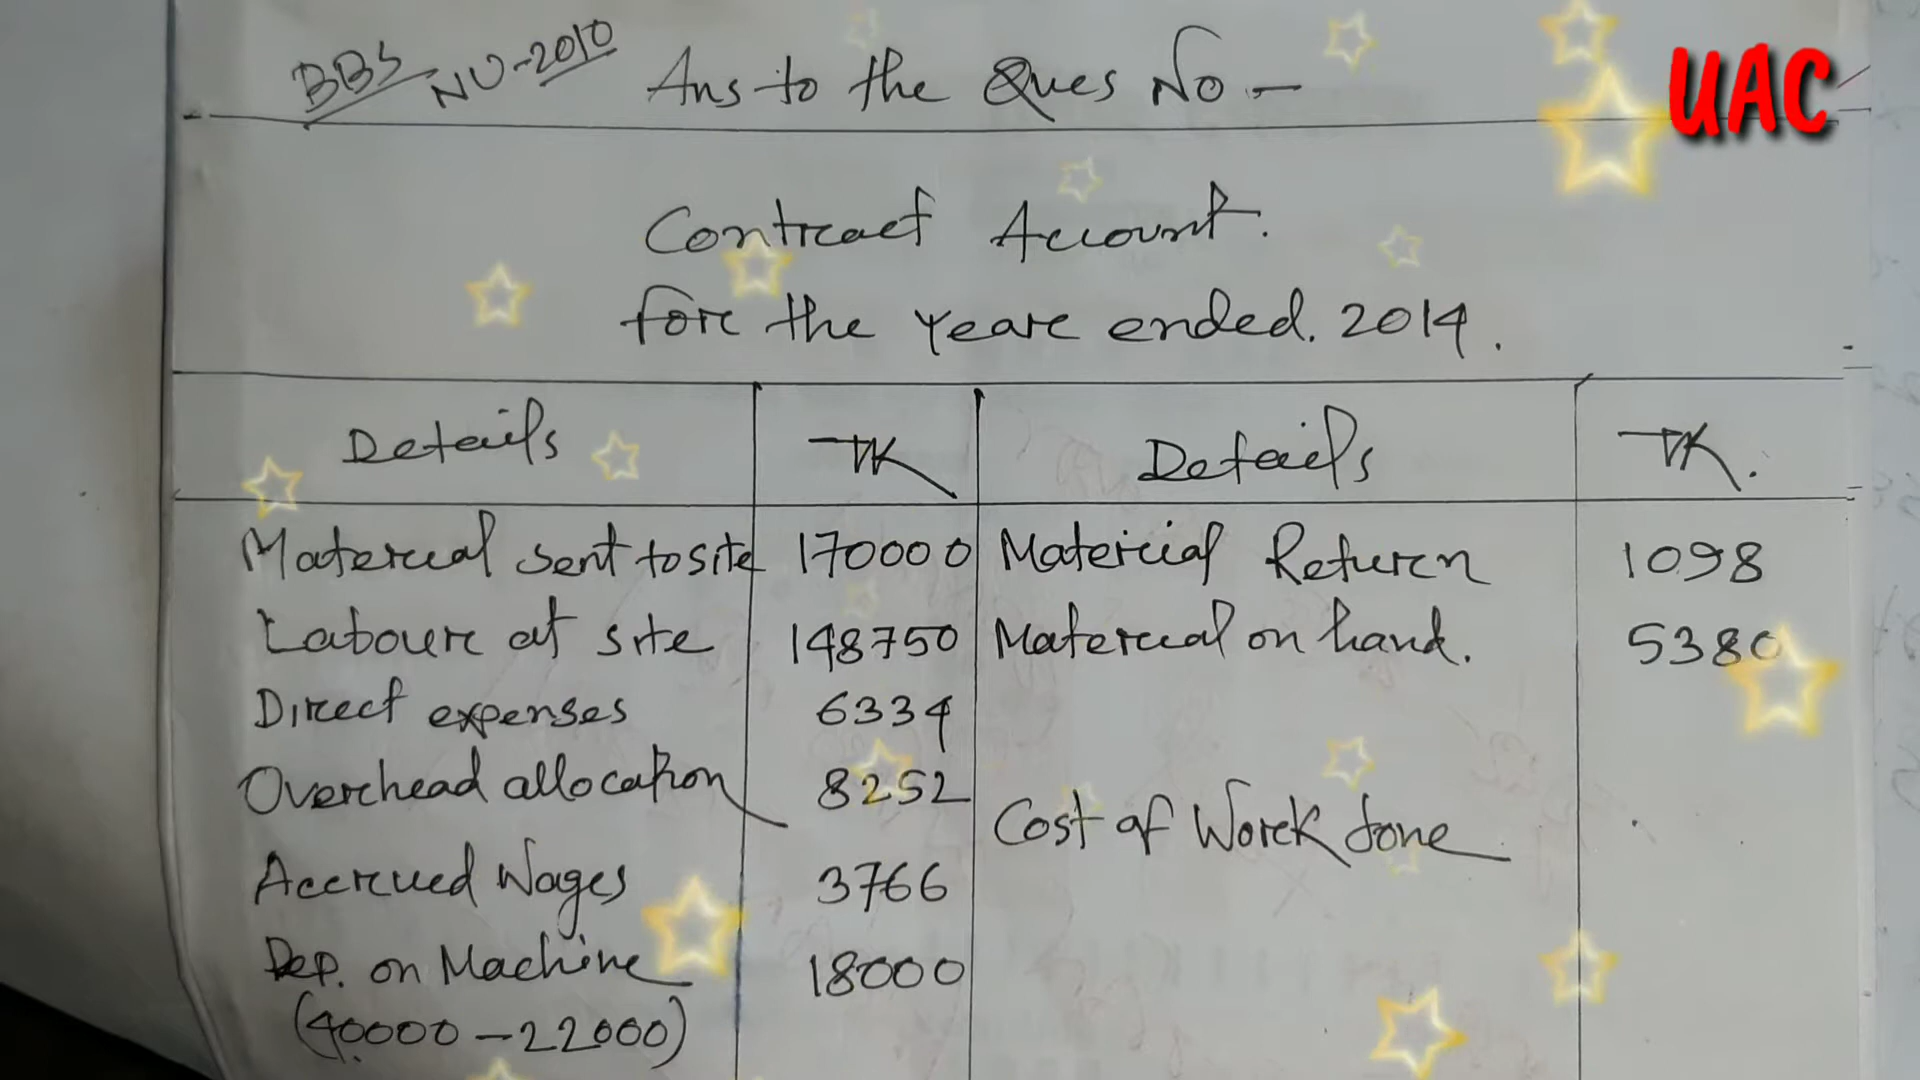 BBS NU-2010 Ans to the Ques No - UAC
Contract Account.
for the Year ended. 2014.
Details TK Details TK.
Material sent to site 170000 Material Return 1098
Labour at site 148750 Material on hand. 5380
Direct expenses 6334
Overhead allocation 8252 Cost of Work done
Accrued Wages 3766
Dep. on Machine 18000
(40000-22000)